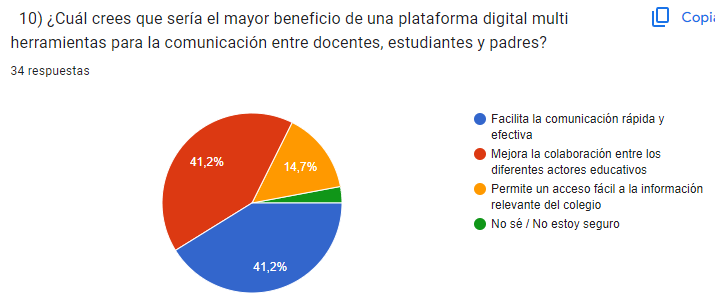 10) ¿Cuál crees que sería el mayor beneficio de una plataforma digital multi
herramientas para la comunicación entre docentes, estudiantes y padres?
Copia
34 respuestas
41,2%
14,7%
41,2%
Facilita la comunicación rápida y
efectiva
Mejora la colaboración entre los
diferentes actores educativos
Permite un acceso fácil a la información
relevante del colegio
No sé / No estoy seguro